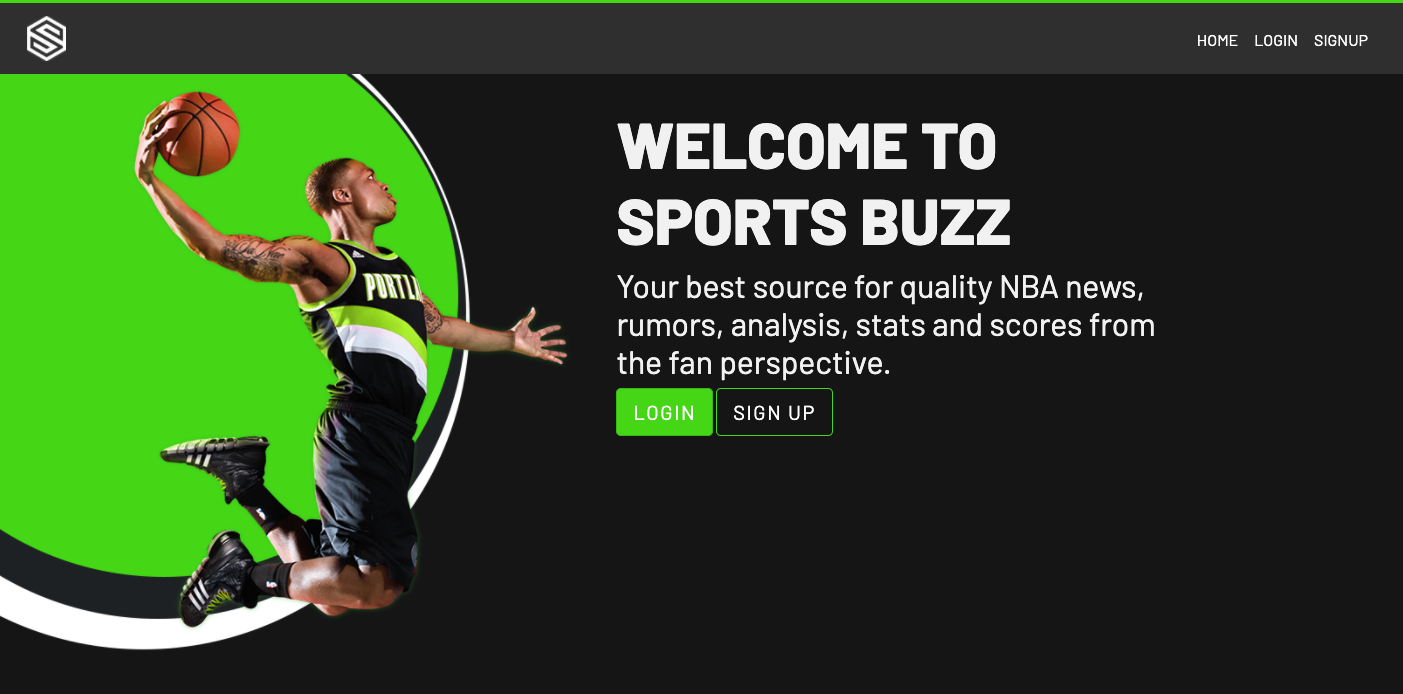 HOME LOGIN SIGNUP
WELCOME TO
SPORTS BUZZ
Your best source for quality NBA news,
rumors, analysis, stats and scores from
the fan perspective.
LOGIN SIGN UP
PORTLA